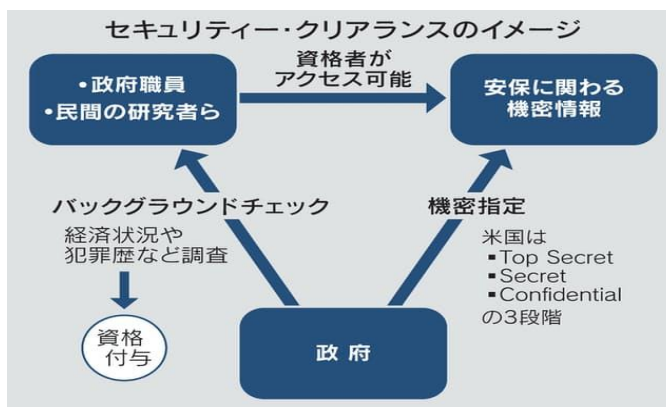 セキュリティー・クリアランスのイメージ
・政府職員
・民間の研究者ら
資格者が
アクセス可能
安保に関わる
機密情報
バックグラウンドチェック
経済状況や
犯罪歴など調査
資格
付与
機密指定
米国は
▪Top Secret
▪Secret
▪Confidential
の3段階
政府